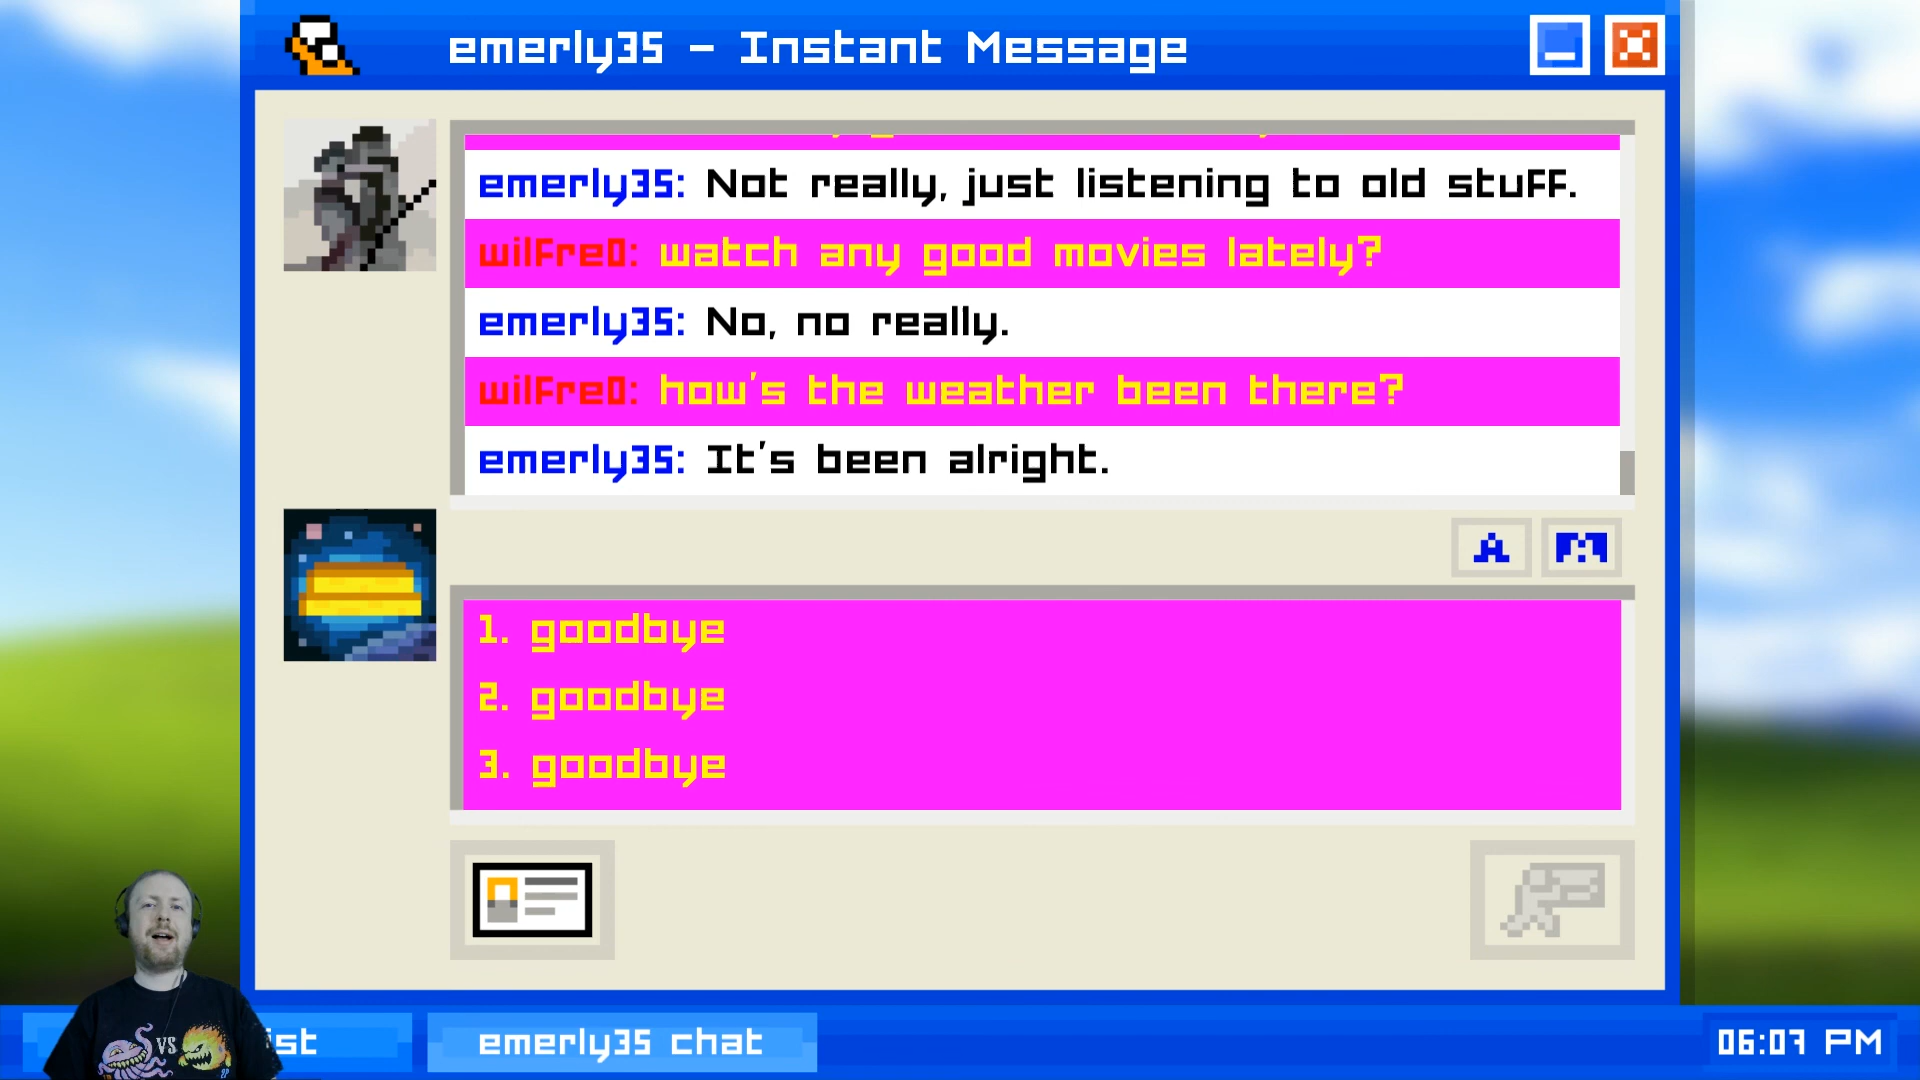 emerly35 - Instant Message
emerly35: Not really, just listening to old stuff.
wilfre0: watch any good movies lately?
emerly35: No, no really.
wilfre0: how's the weather been there?
emerly35: It's been alright.
A M
1. goodbye
2. goodbye
3. goodbye
ist
emerly35 chat
06:07 PM
VS